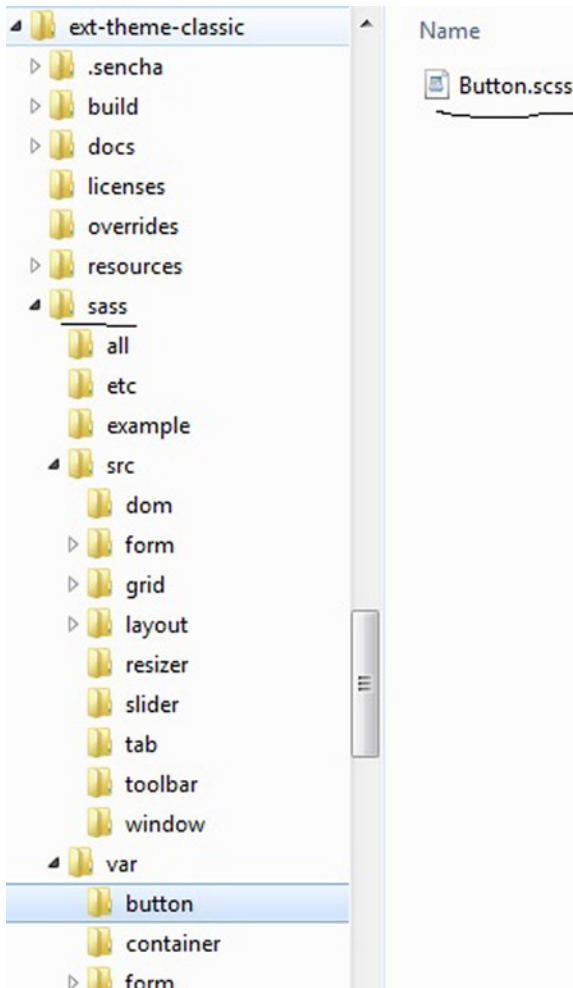 ext-theme-classic
.sencha
build
docs
licenses
overrides
resources
sass
all
etc
example
src
dom
form
grid
layout
resizer
slider
tab
toolbar
window
var
button
container
form
Name
Button.scss